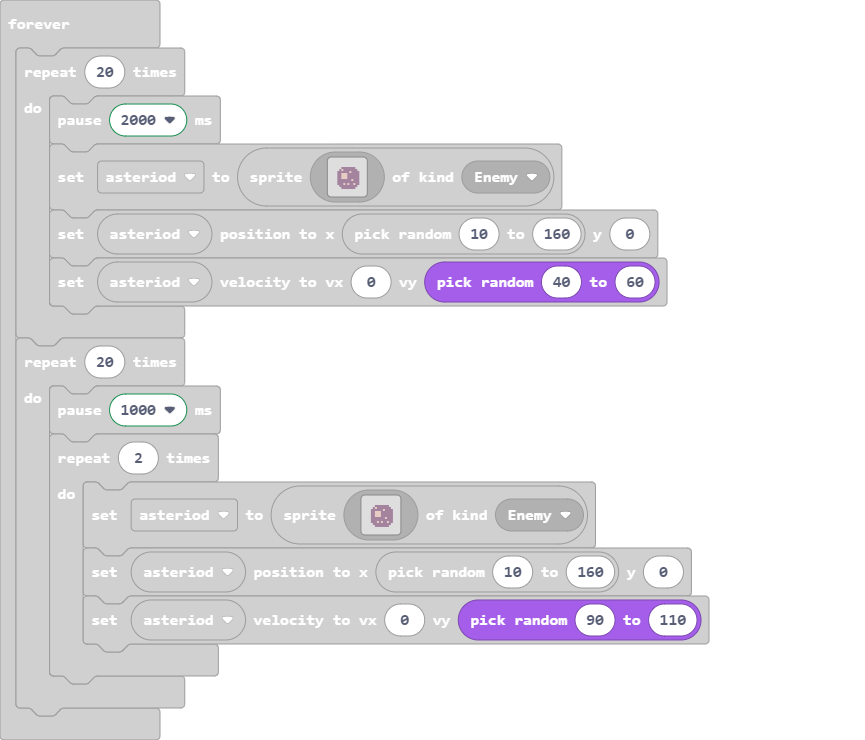 forever
repeat 20 times
do
pause 2000 ms
set asteriod to sprite of kind Enemy
set asteriod position to x pick random 10 to 160 y 0
set asteriod velocity to vx 0 vy pick random 40 to 60
repeat 20 times
do
pause 1000 ms
repeat 2 times
do
set asteriod to sprite of kind Enemy
set asteriod position to x pick random 10 to 160 y 0
set asteriod velocity to vx 0 vy pick random 90 to 110